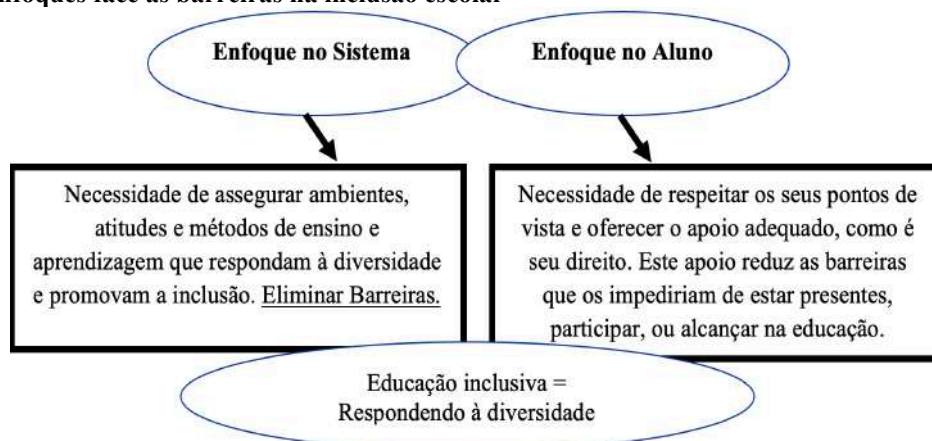 Enfoques face às barreiras na inclusão escolar
Enfoque no Sistema
Enfoque no Aluno
Necessidade de assegurar ambientes,
atitudes e métodos de ensino e
aprendizagem que respondam à diversidade
e promovam a inclusão. Eliminar Barreiras.
Necessidade de respeitar os seus pontos de
vista e oferecer o apoio adequado, como é
seu direito. Este apoio reduz as barreiras
que os impediriam de estar presentes,
participar, ou alcançar na educação.
Educação inclusiva =
Respondendo à diversidade